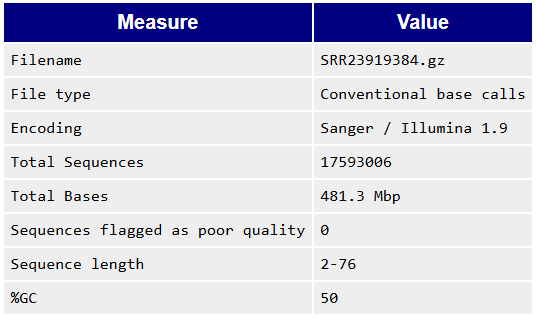 Measure Value
Filename SRR23919384.gz
File type Conventional base calls
Encoding Sanger / Illumina 1.9
Total Sequences 17593006
Total Bases 481.3 Mbp
Sequences flagged as poor quality 0
Sequence length 2-76
%GC 50